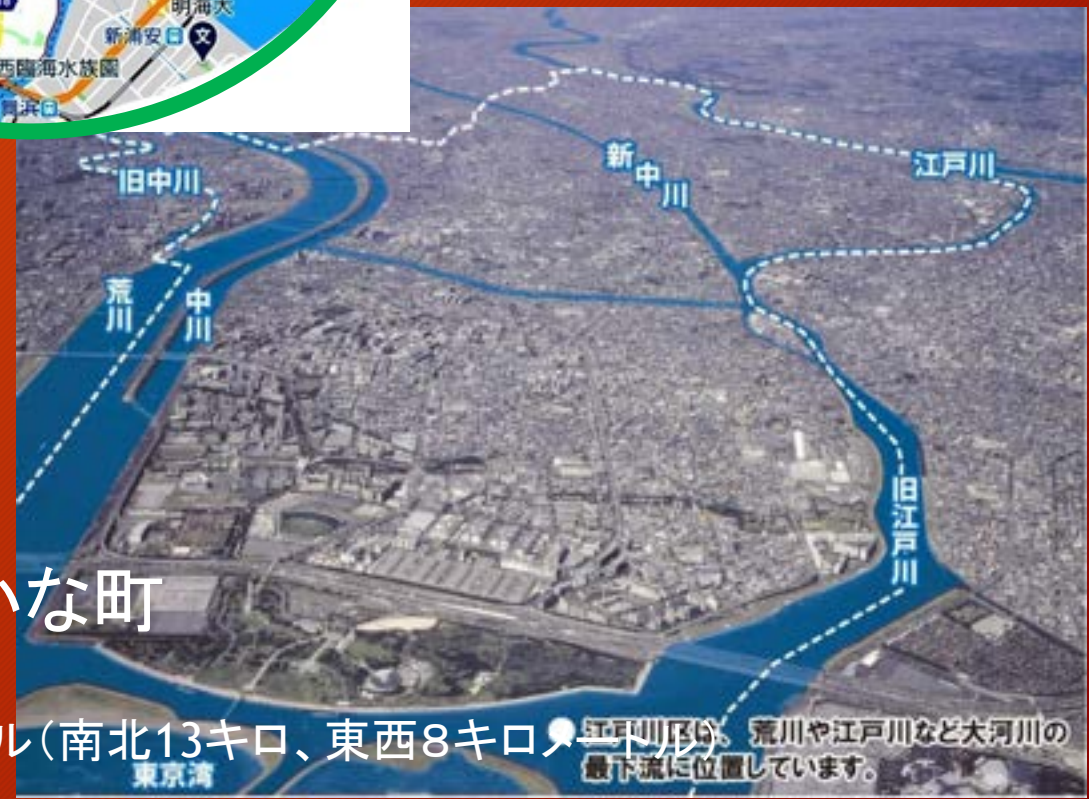 明海大
新浦安
文
西臨海水族園
舞浜
旧中川
新中川
江戸川
荒川
中川
旧江戸川
な町
ル(南北13キロ、東西8キロメートル)
江戸川区は、荒川や江戸川など大河川の
最下流に位置しています。
東京湾